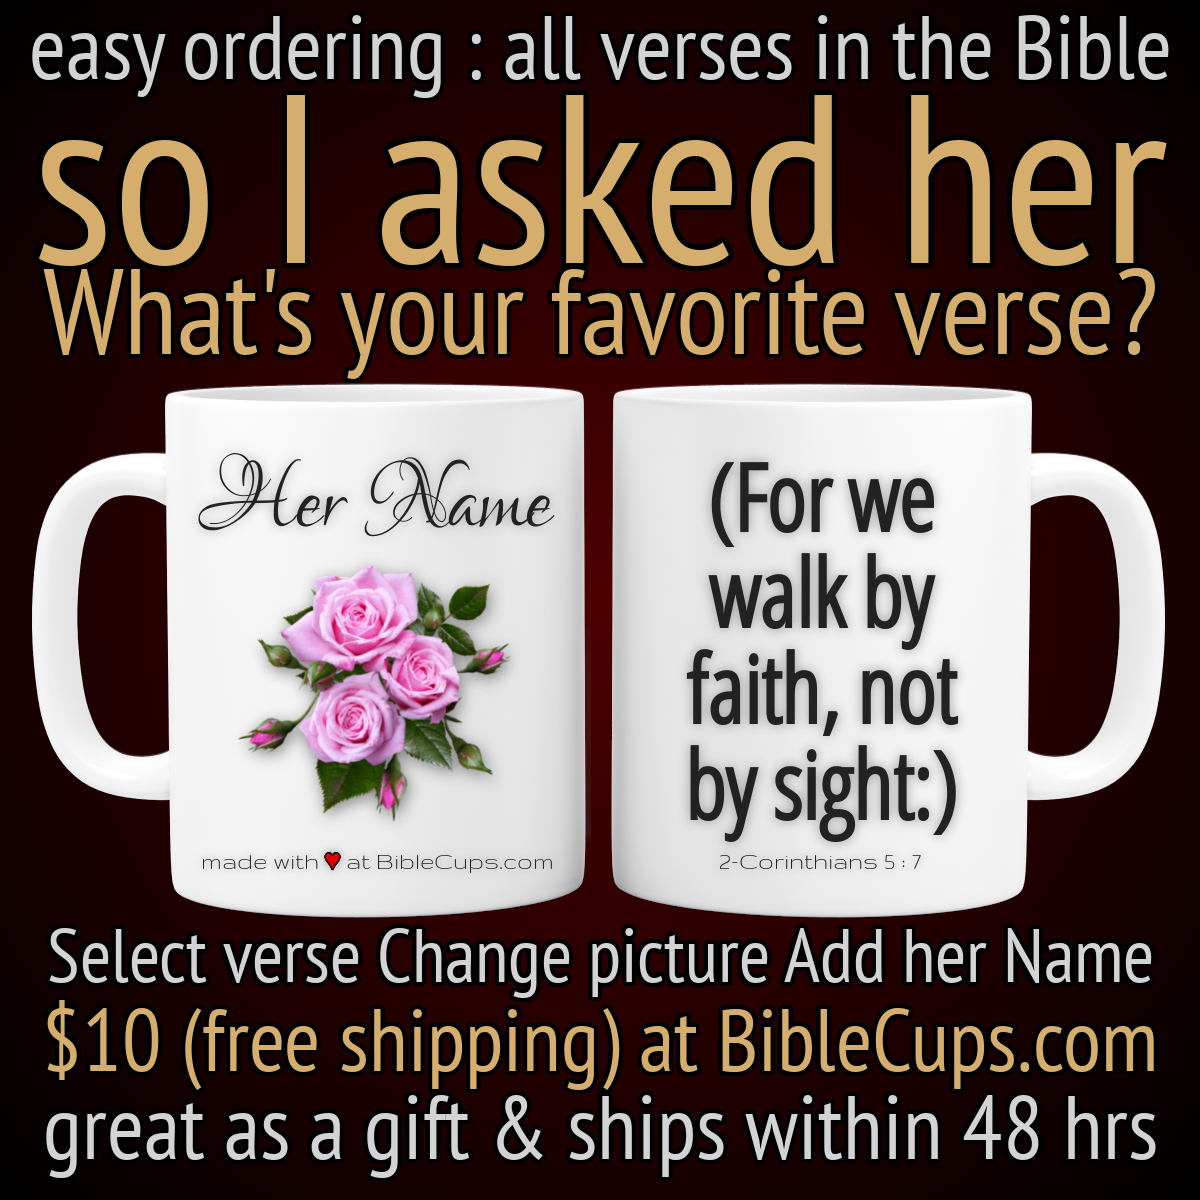 easy ordering : all verses in the Bible
so I asked her
What's your favorite verse?
Her Name
made with ♥ at BibleCups.com
(For we
walk by
faith, not
by sight:)
2-Corinthians 5 : 7
Select verse Change picture Add her Name
$10 (free shipping) at BibleCups.com
great as a gift & ships within 48 hrs